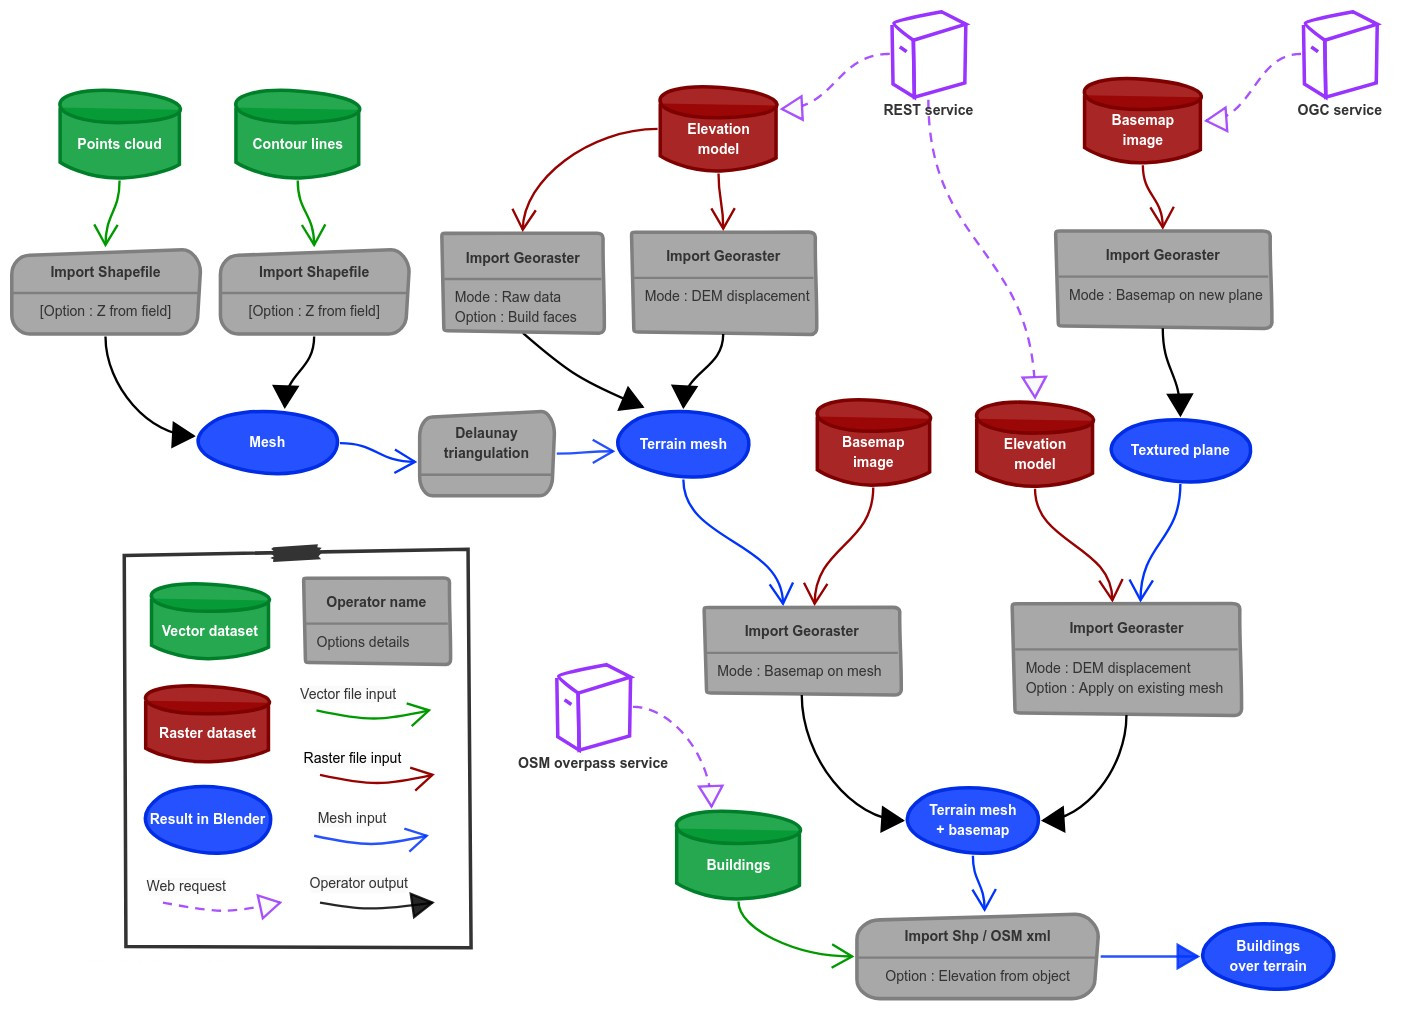 REST service
OGC service
Points cloud
Contour lines
Elevation
model
Basemap
image
Import Shapefile
[Option : Z from field]
Import Shapefile
[Option : Z from field]
Import Georaster
Mode : Raw data
Option : Build faces
Import Georaster
Mode : DEM displacement
Import Georaster
Mode : Basemap on new plane
Mesh
Delaunay
triangulation
Terrain mesh
Basemap
image
Elevation
model
Textured plane
Vector dataset
Operator name
Options details
Raster dataset
Vector file input
Raster file input
Result in Blender
Mesh input
Web request
Operator output
Import Georaster
Mode : Basemap on mesh
Import Georaster
Mode : DEM displacement
Option : Apply on existing mesh
OSM overpass service
Buildings
Terrain mesh
+ basemap
Import Shp / OSM xml
Option : Elevation from object
Buildings
over terrain